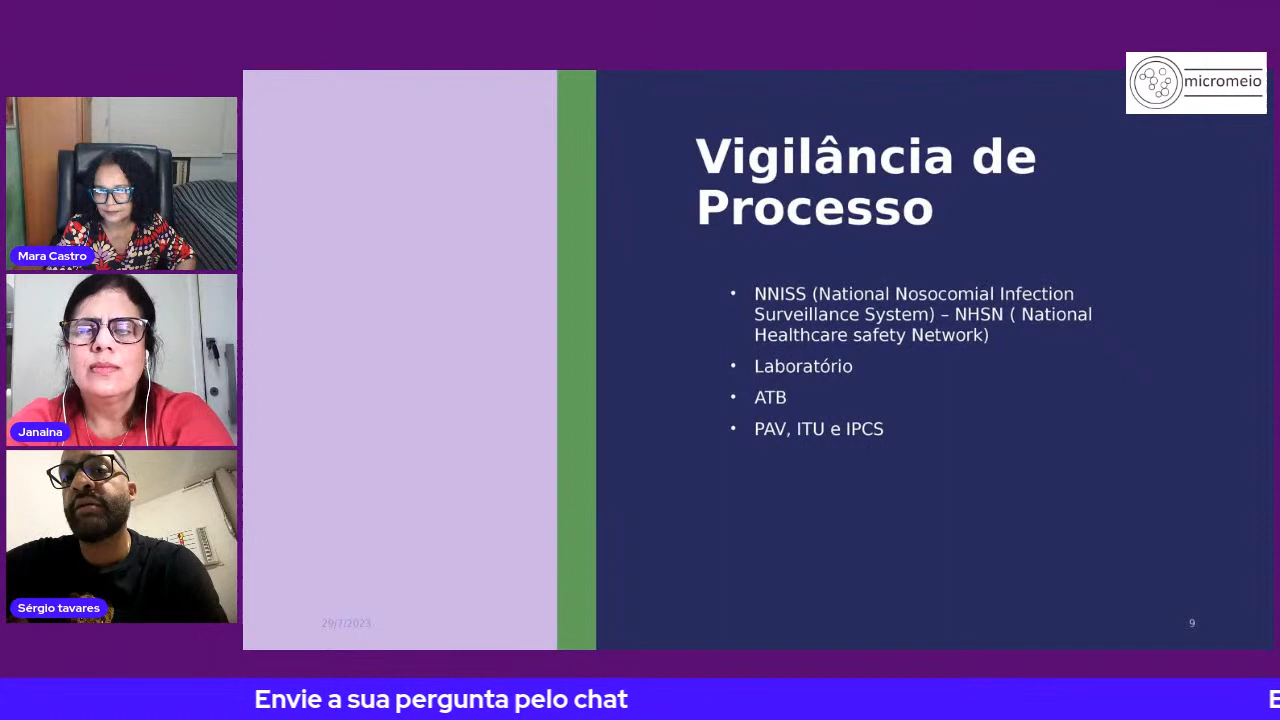 micromeio
Vigilância de
Processo
• NNISS (National Nosocomial Infection
Surveillance System) – NHSN ( National
Healthcare safety Network)
• Laboratório
• ATB
• PAV, ITU e IPCS
29/7/2023
9
Mara Castro
Janaina
Sérgio tavares
Envie a sua pergunta pelo chat